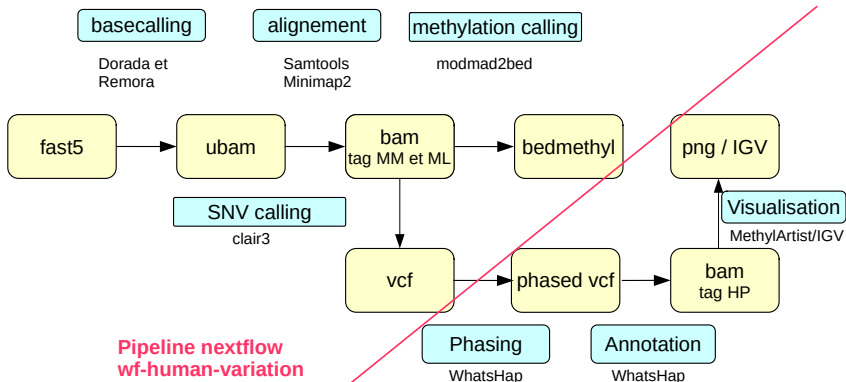 basecalling
alignement
methylation calling
Dorada et
Remora
Samtools
Minimap2
modmad2bed
fast5
ubam
bam
tag MM et ML
bedmethyl
png / IGV
SNV calling
clair3
Visualisation
MethylArtist/IGV
vcf
phased vcf
bam
tag HP
Pipeline nextflow
wf-human-variation
Phasing
WhatsHap
Annotation
WhatsHap